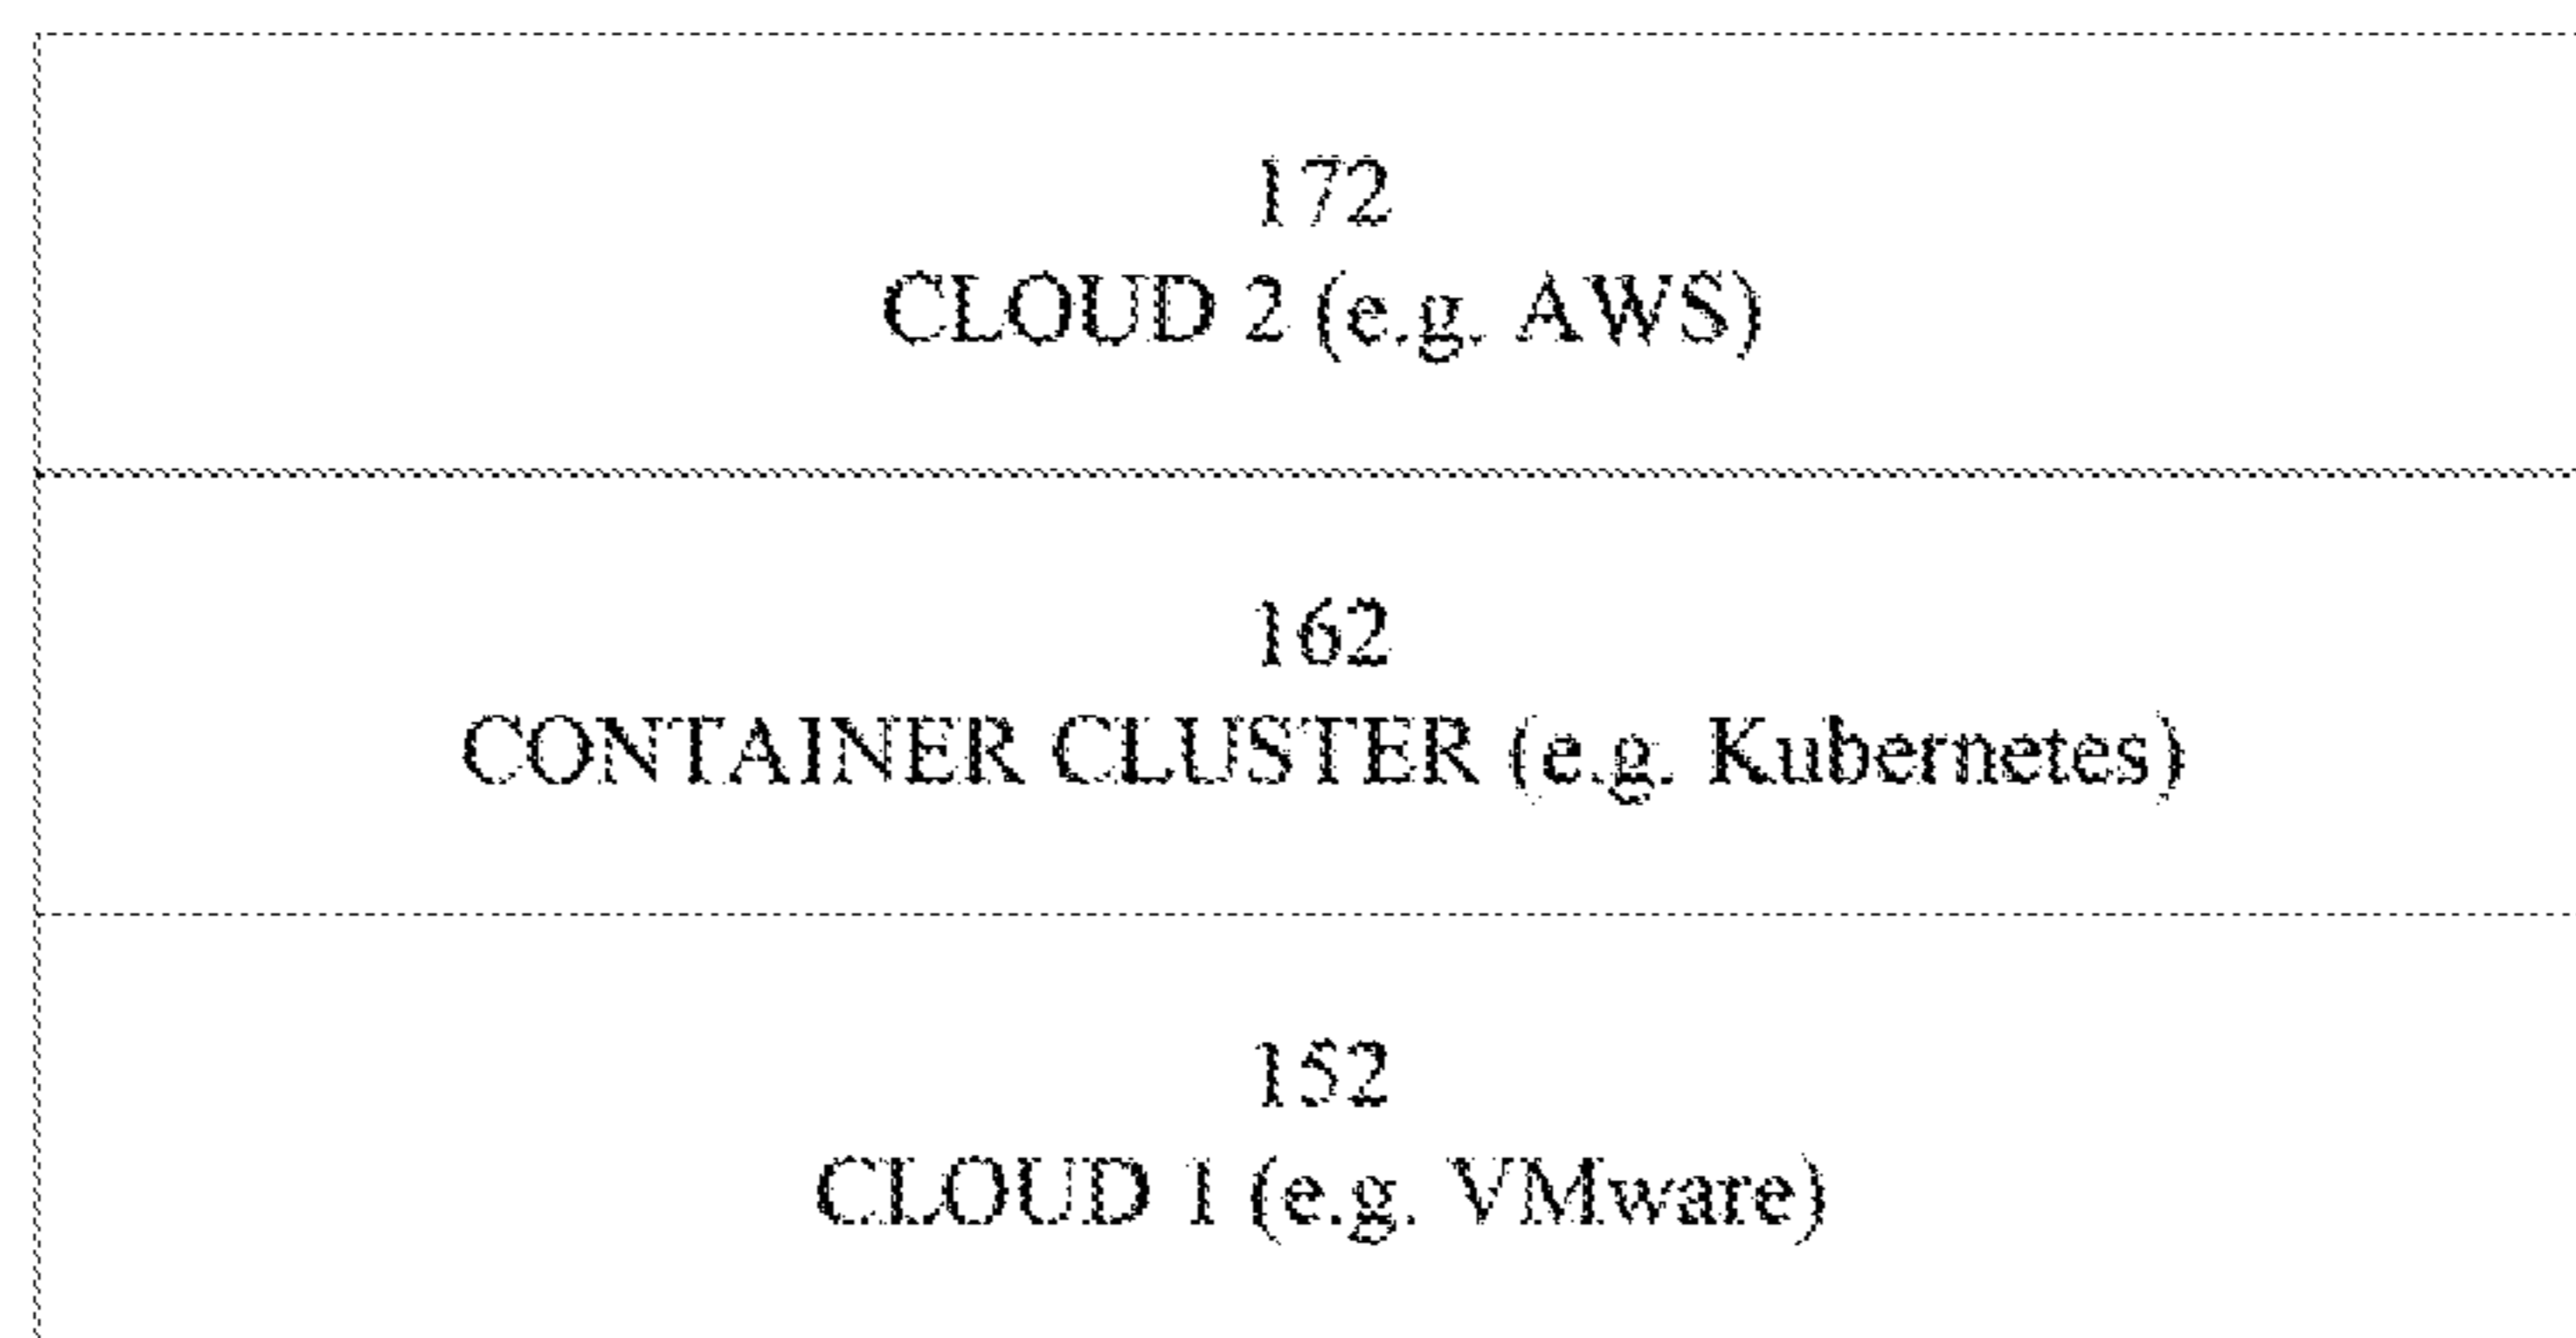 172
CLOUD 2 (e.g. AWS)
162
CONTAINER CLUSTER (e.g. Kubernetes)
152
CLOUD 1 (e.g. VMware)